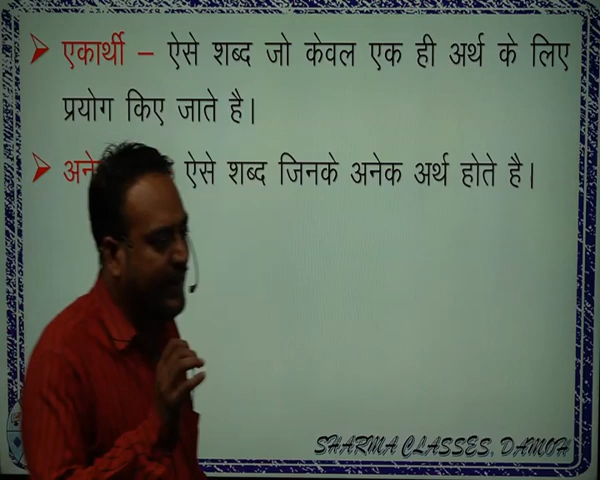 एकार्थी – ऐसे शब्द जो केवल एक ही अर्थ के लिए
प्रयोग किए जाते है।
ऐसे शब्द जिनके अनेक अर्थ होते है।
SHARMA CLASSES, DAMOH